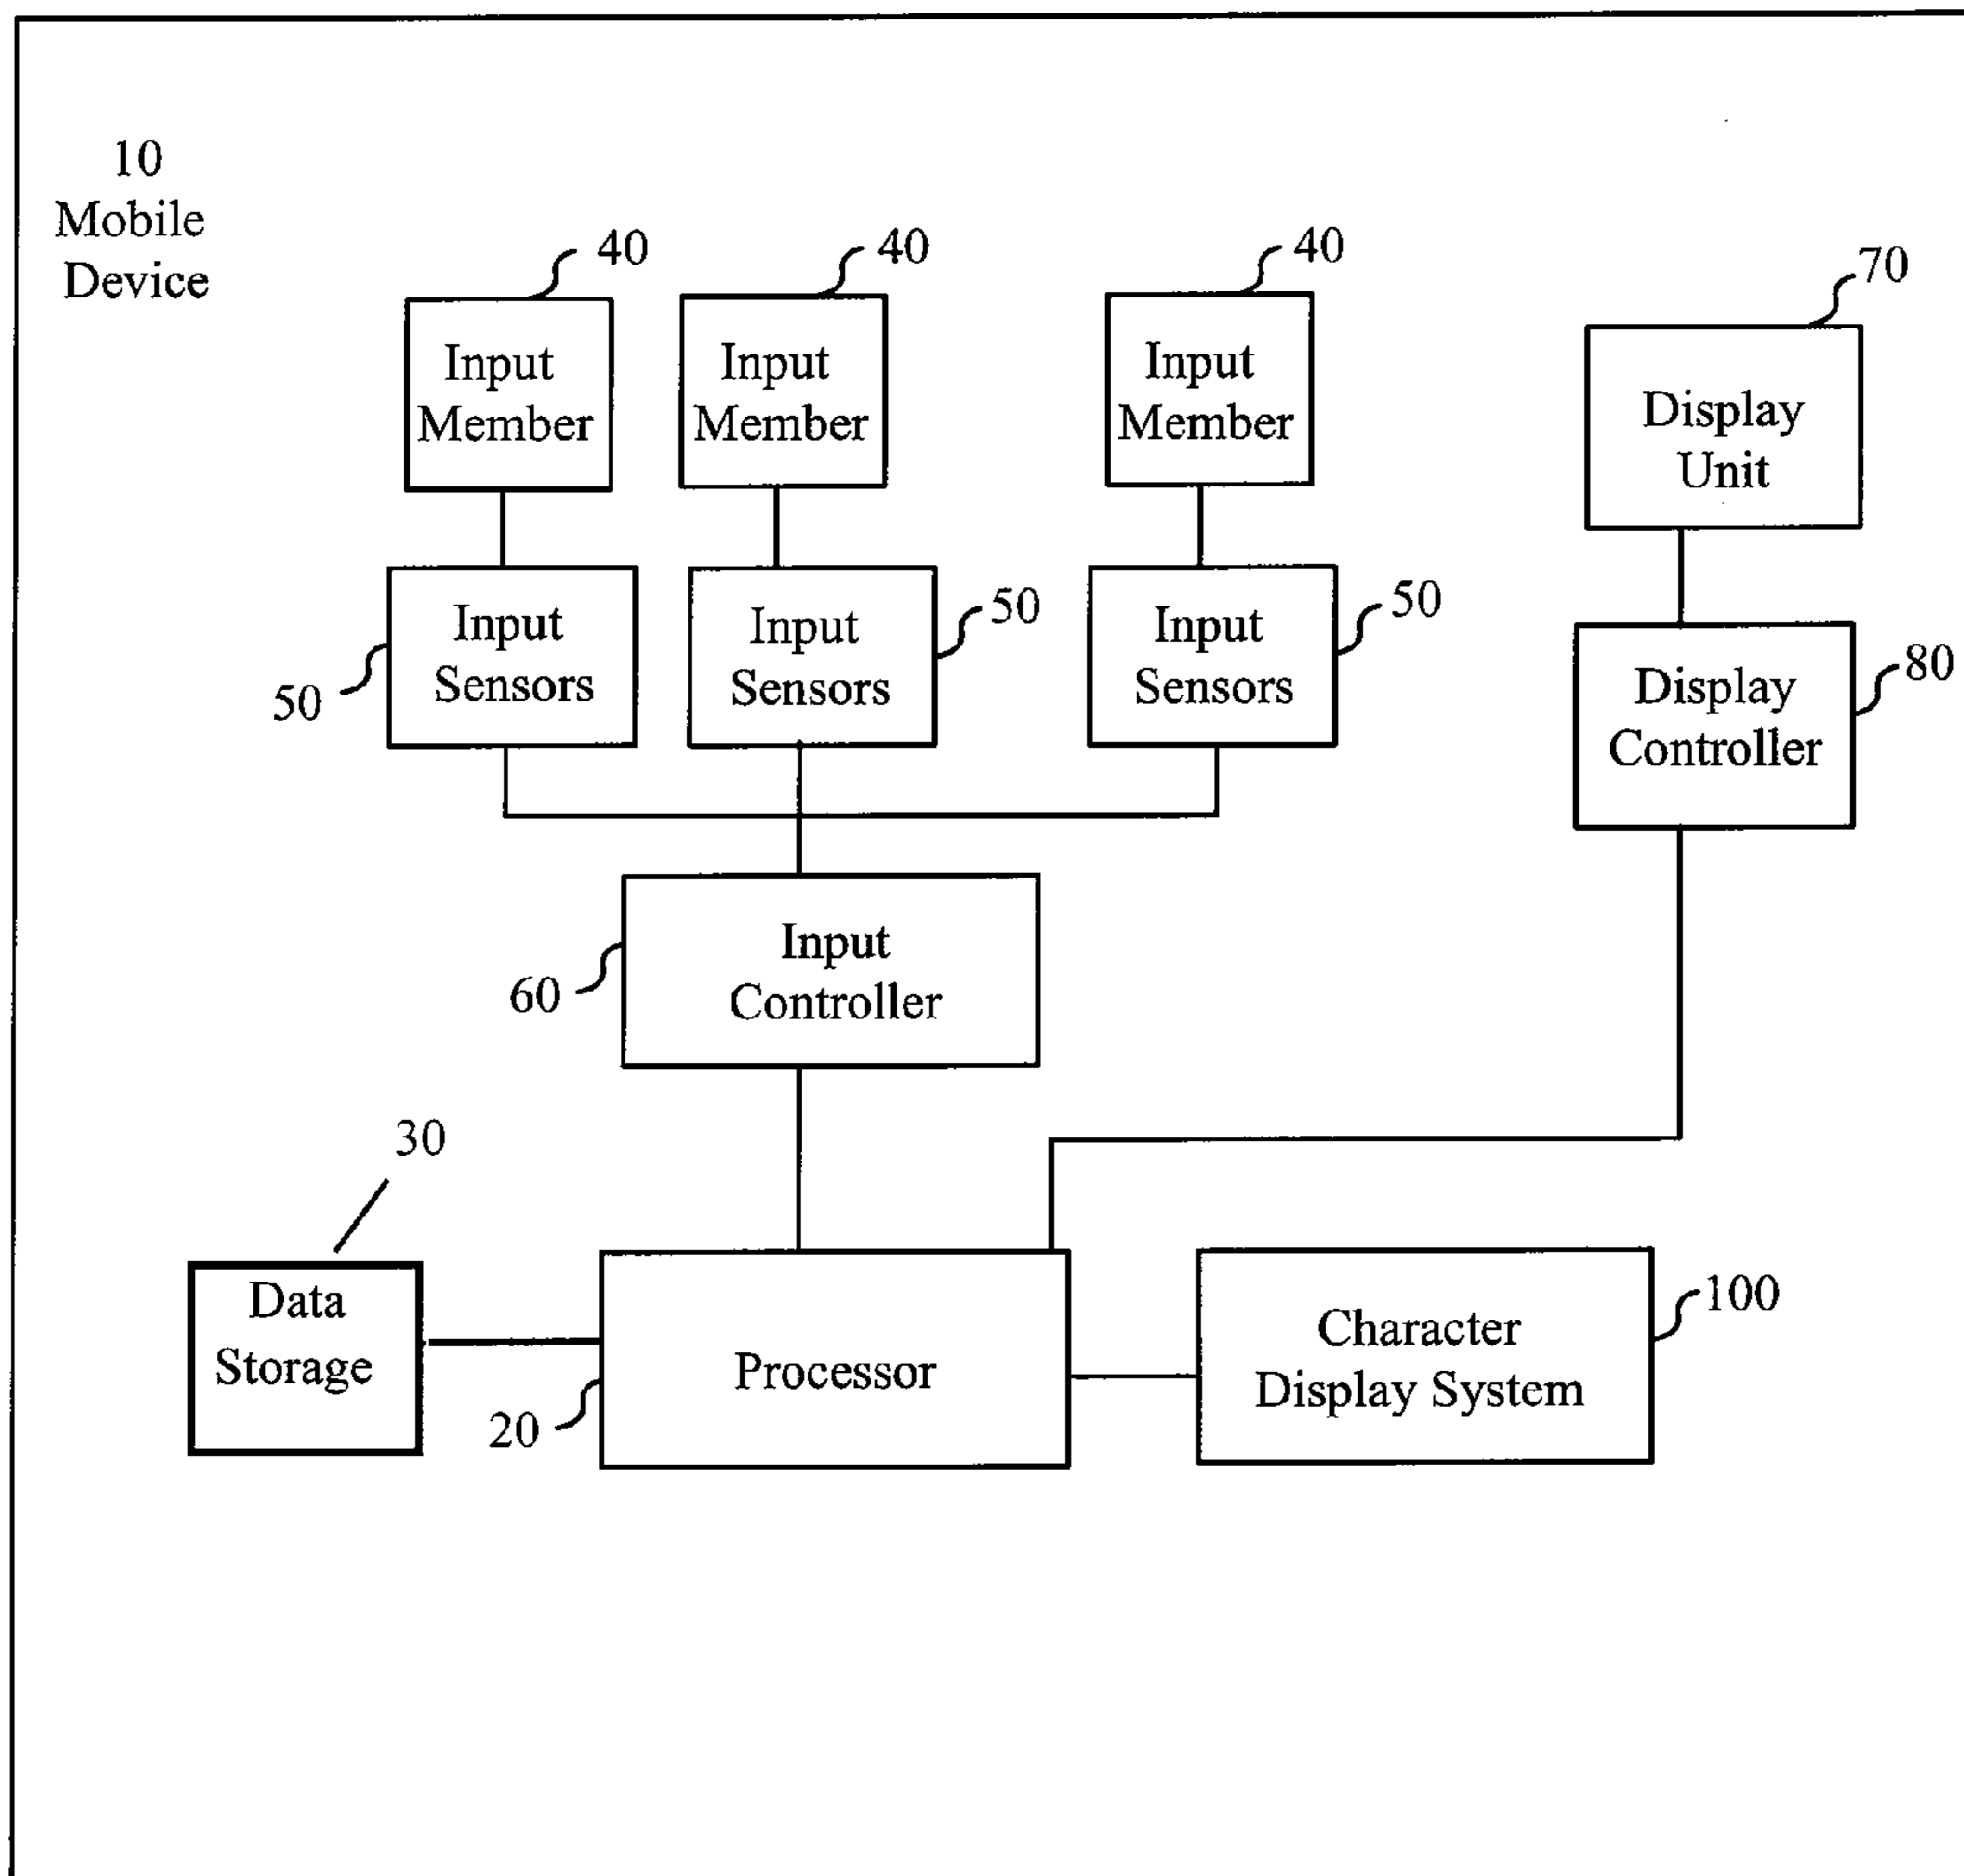 10
Mobile
Device
40
40
40
70
Input
Member
Input
Member
Input
Member
Display
Unit
50
Input
Sensors
Input
Sensors
50
Input
Sensors
50
Display
Controller
80
60
Input
Controller
30
Data
Storage
20
Processor
Character
Display System
100